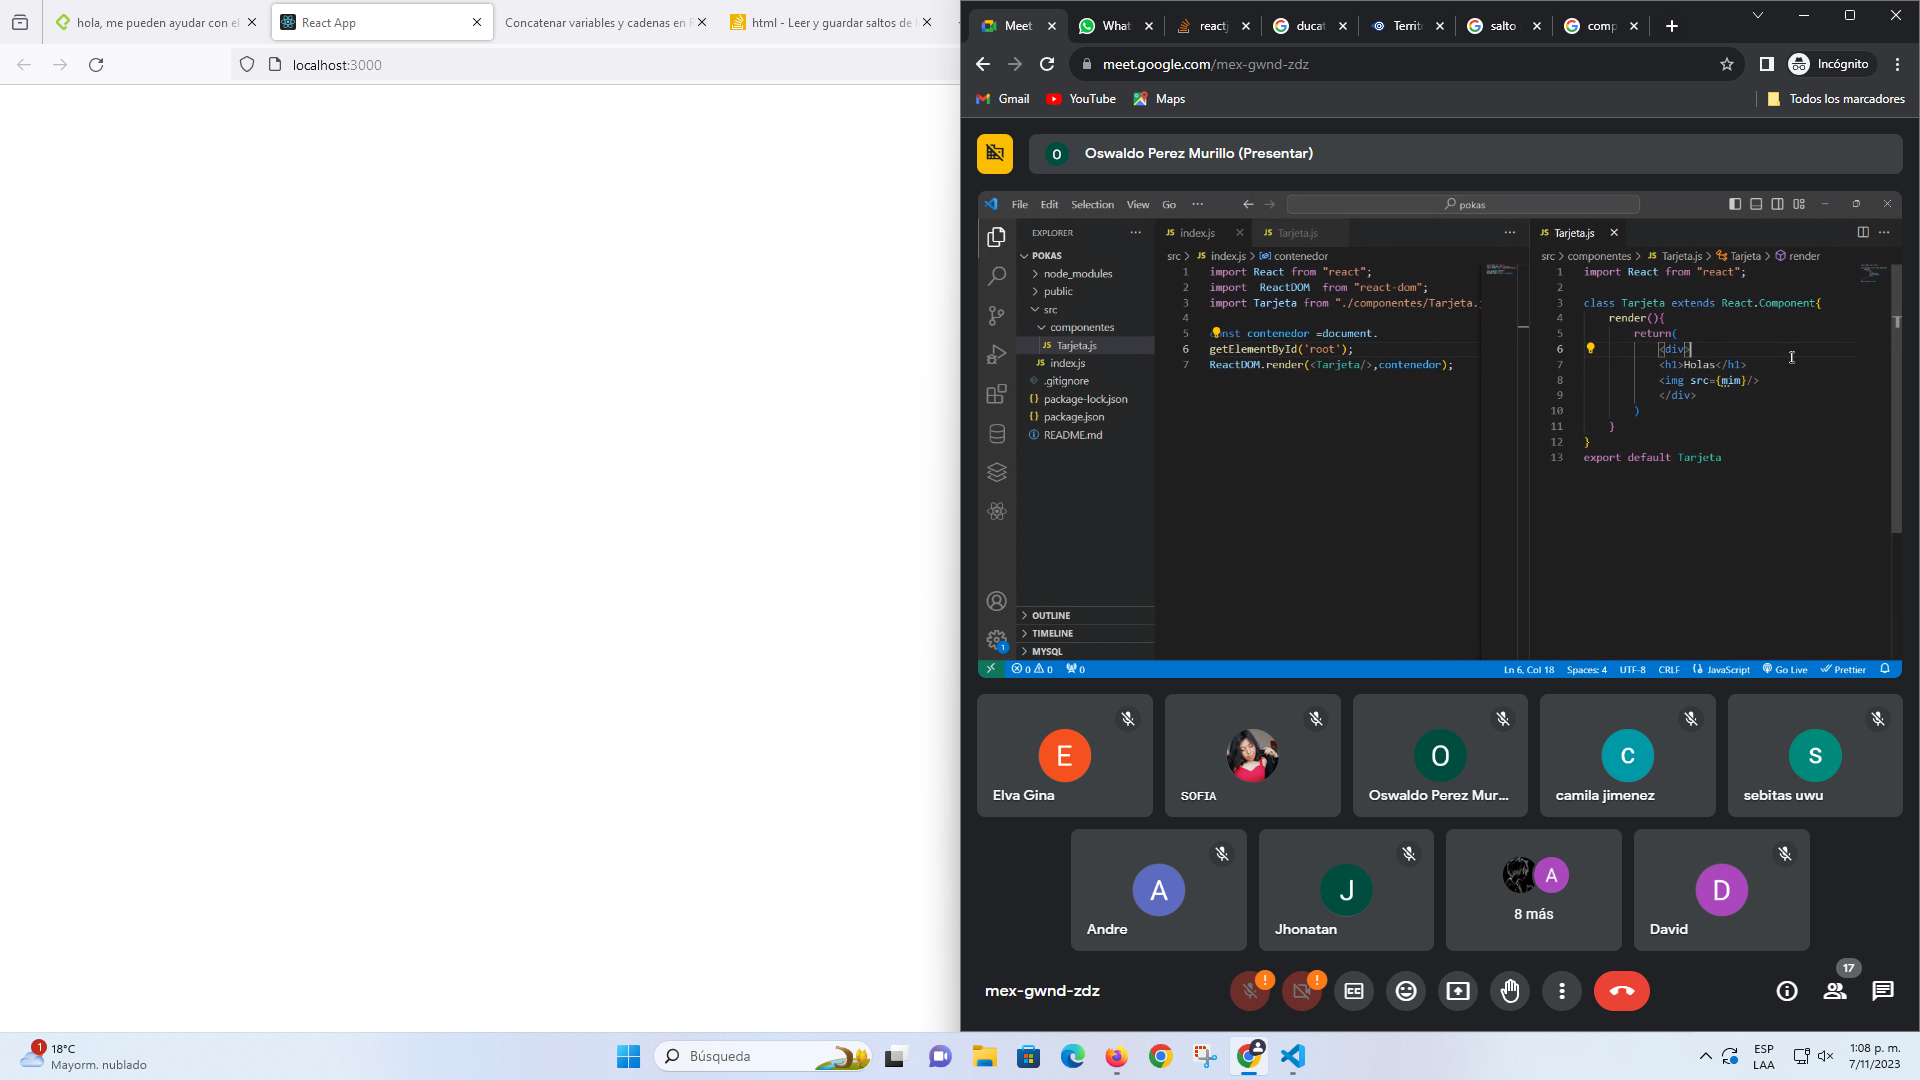 hola, me pueden ayudar con el
React App
Concatenar variables y cadenas en R
html - Leer y guardar saltos de
localhost:3000
Meet
What
reactj
ducat
Territ
salto
comp
meet.google.com/mex-gwnd-zdz
Incógnito
Gmail
YouTube
Maps
Todos los marcadores
O
Oswaldo Perez Murillo (Presentar)
File Edit Selection View Go ···
pokas
EXPLORER
POKAS
node_modules
public
src
componentes
JS Tarjeta.js
JS index.js
.gitignore
{} package-lock.json
{} package.json
README.md
OUTLINE
TIMELINE
MYSQL
JS index.js
JS Tarjeta.js
src > JS index.js > contenedor
1 import React from "react";
2 import ReactDOM from "react-dom";
3 import Tarjeta from "./componentes/Tarjeta.
4
5 const contenedor =document.
6 getElementById('root');
7 ReactDOM.render(<Tarjeta/>,contenedor);
JS Tarjeta.js
src > componentes > JS Tarjeta.js > Tarjeta > render
1 import React from "react";
2
3 class Tarjeta extends React.Component{
4 render(){
5 return(
6 <div>
7 <h1>Holas</h1>
8 <img src={mim}/>
9 </div>
10 )
11 }
12 }
13 export default Tarjeta
1
0 0 0
Ln 6, Col 18 Spaces: 4 UTF-8 CRLF {} JavaScript Go Live Prettier
E
Elva Gina
SOFIA
O
Oswaldo Perez Mur...
c
camila jimenez
s
sebitas uwu
A
Andre
J
Jhonatan
A
8 más
D
David
mex-gwnd-zdz
!
!
17
1
18°C
Mayorm. nublado
Búsqueda
ESP
LAA
1:08 p. m.
7/11/2023